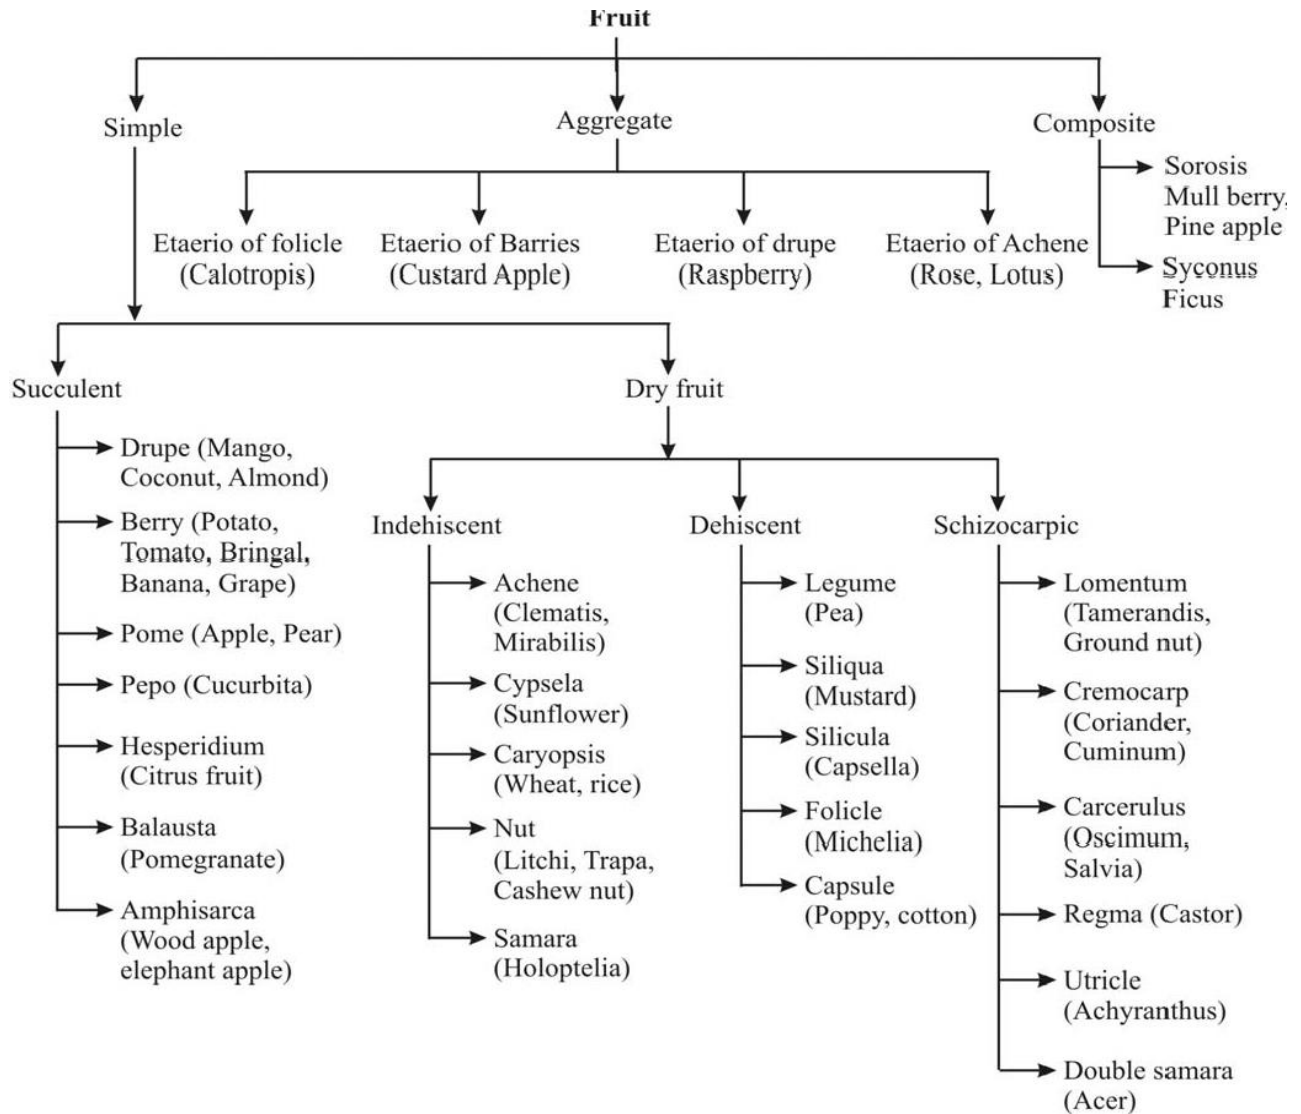 Fruit
Simple
Aggregate
Composite
Sorosis
Mull berry,
Pine apple
Syconus
Ficus
Etaerio of folicle
(Calotropis)
Etaerio of Barries
(Custard Apple)
Etaerio of drupe
(Raspberry)
Etaerio of Achene
(Rose, Lotus)
Succulent
Dry fruit
Drupe (Mango,
Coconut, Almond)
Berry (Potato,
Tomato, Bringal,
Banana, Grape)
Pome (Apple, Pear)
Pepo (Cucurbita)
Hesperidium
(Citrus fruit)
Balausta
(Pomegranate)
Amphisarca
(Wood apple,
elephant apple)
Indehiscent
Achene
(Clematis,
Mirabilis)
Cypsela
(Sunflower)
Caryopsis
(Wheat, rice)
Nut
(Litchi, Trapa,
Cashew nut)
Samara
(Holoptelia)
Dehiscent
Legume
(Pea)
Siliqua
(Mustard)
Silicula
(Capsella)
Folicle
(Michelia)
Capsule
(Poppy, cotton)
Schizocarpic
Lomentum
(Tamerandis,
Ground nut)
Cremocarp
(Coriander,
Cuminum)
Carcerulus
(Oscimum,
Salvia)
Regma (Castor)
Utricle
(Achyranthus)
Double samara
(Acer)